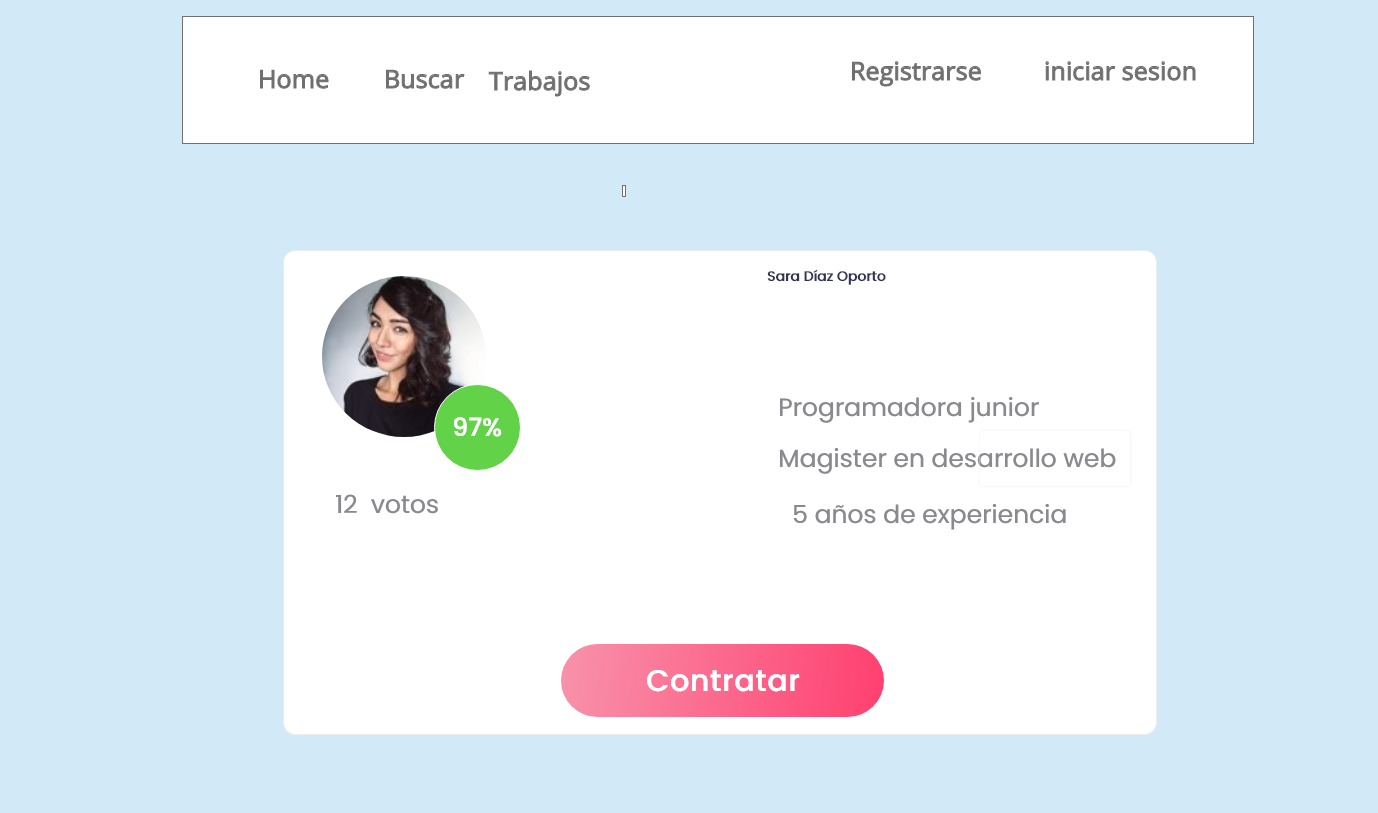 Home Buscar Trabajos Registrarse iniciar sesion
Sara Díaz Oporto
97%
12 votos
Programadora junior
Magister en desarrollo web
5 años de experiencia
Contratar